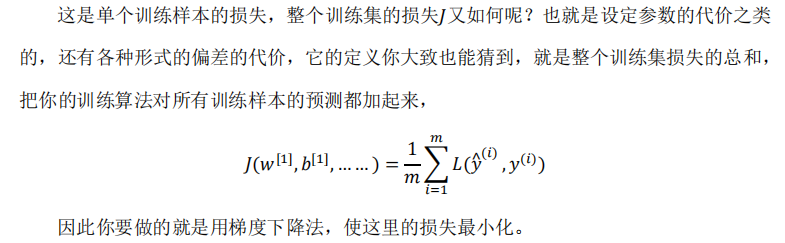 这是单个训练样本的损失，整个训练集的损失J又如何呢？也就是设定参数的代价之类
的，还有各种形式的偏差的代价，它的定义你大致也能猜到，就是整个训练集损失的总和，
把你的训练算法对所有训练样本的预测都加起来，
J(w^{[1]}, b^{[1]}, … …) = \frac{1}{m} \sum_{i=1}^{m} L(\hat{y}^{(i)}, y^{(i)})
因此你要做的就是用梯度下降法，使这里的损失最小化。